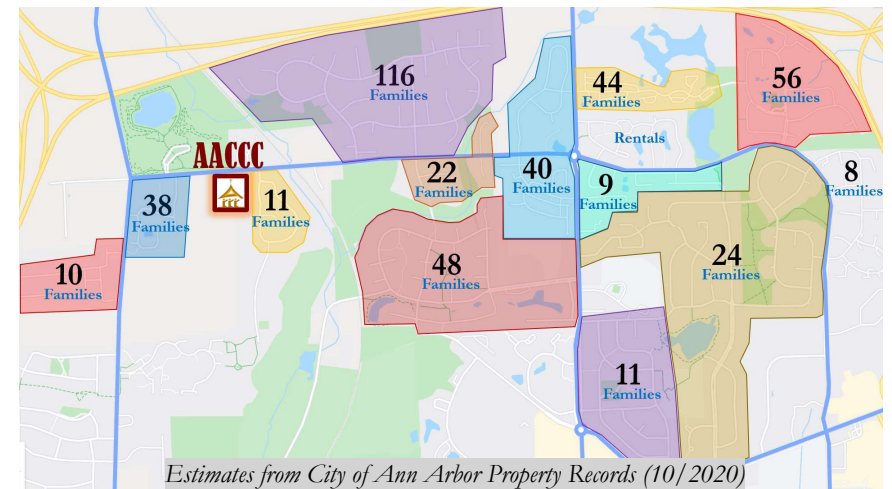 116
Families
44
Families
56
Families
Rentals
AACCC
22
Families
40
Families
9
Families
8
Families
38
Families
11
Families
10
Families
48
Families
24
Families
11
Families
Estimates from City of Ann Arbor Property Records (10/2020)